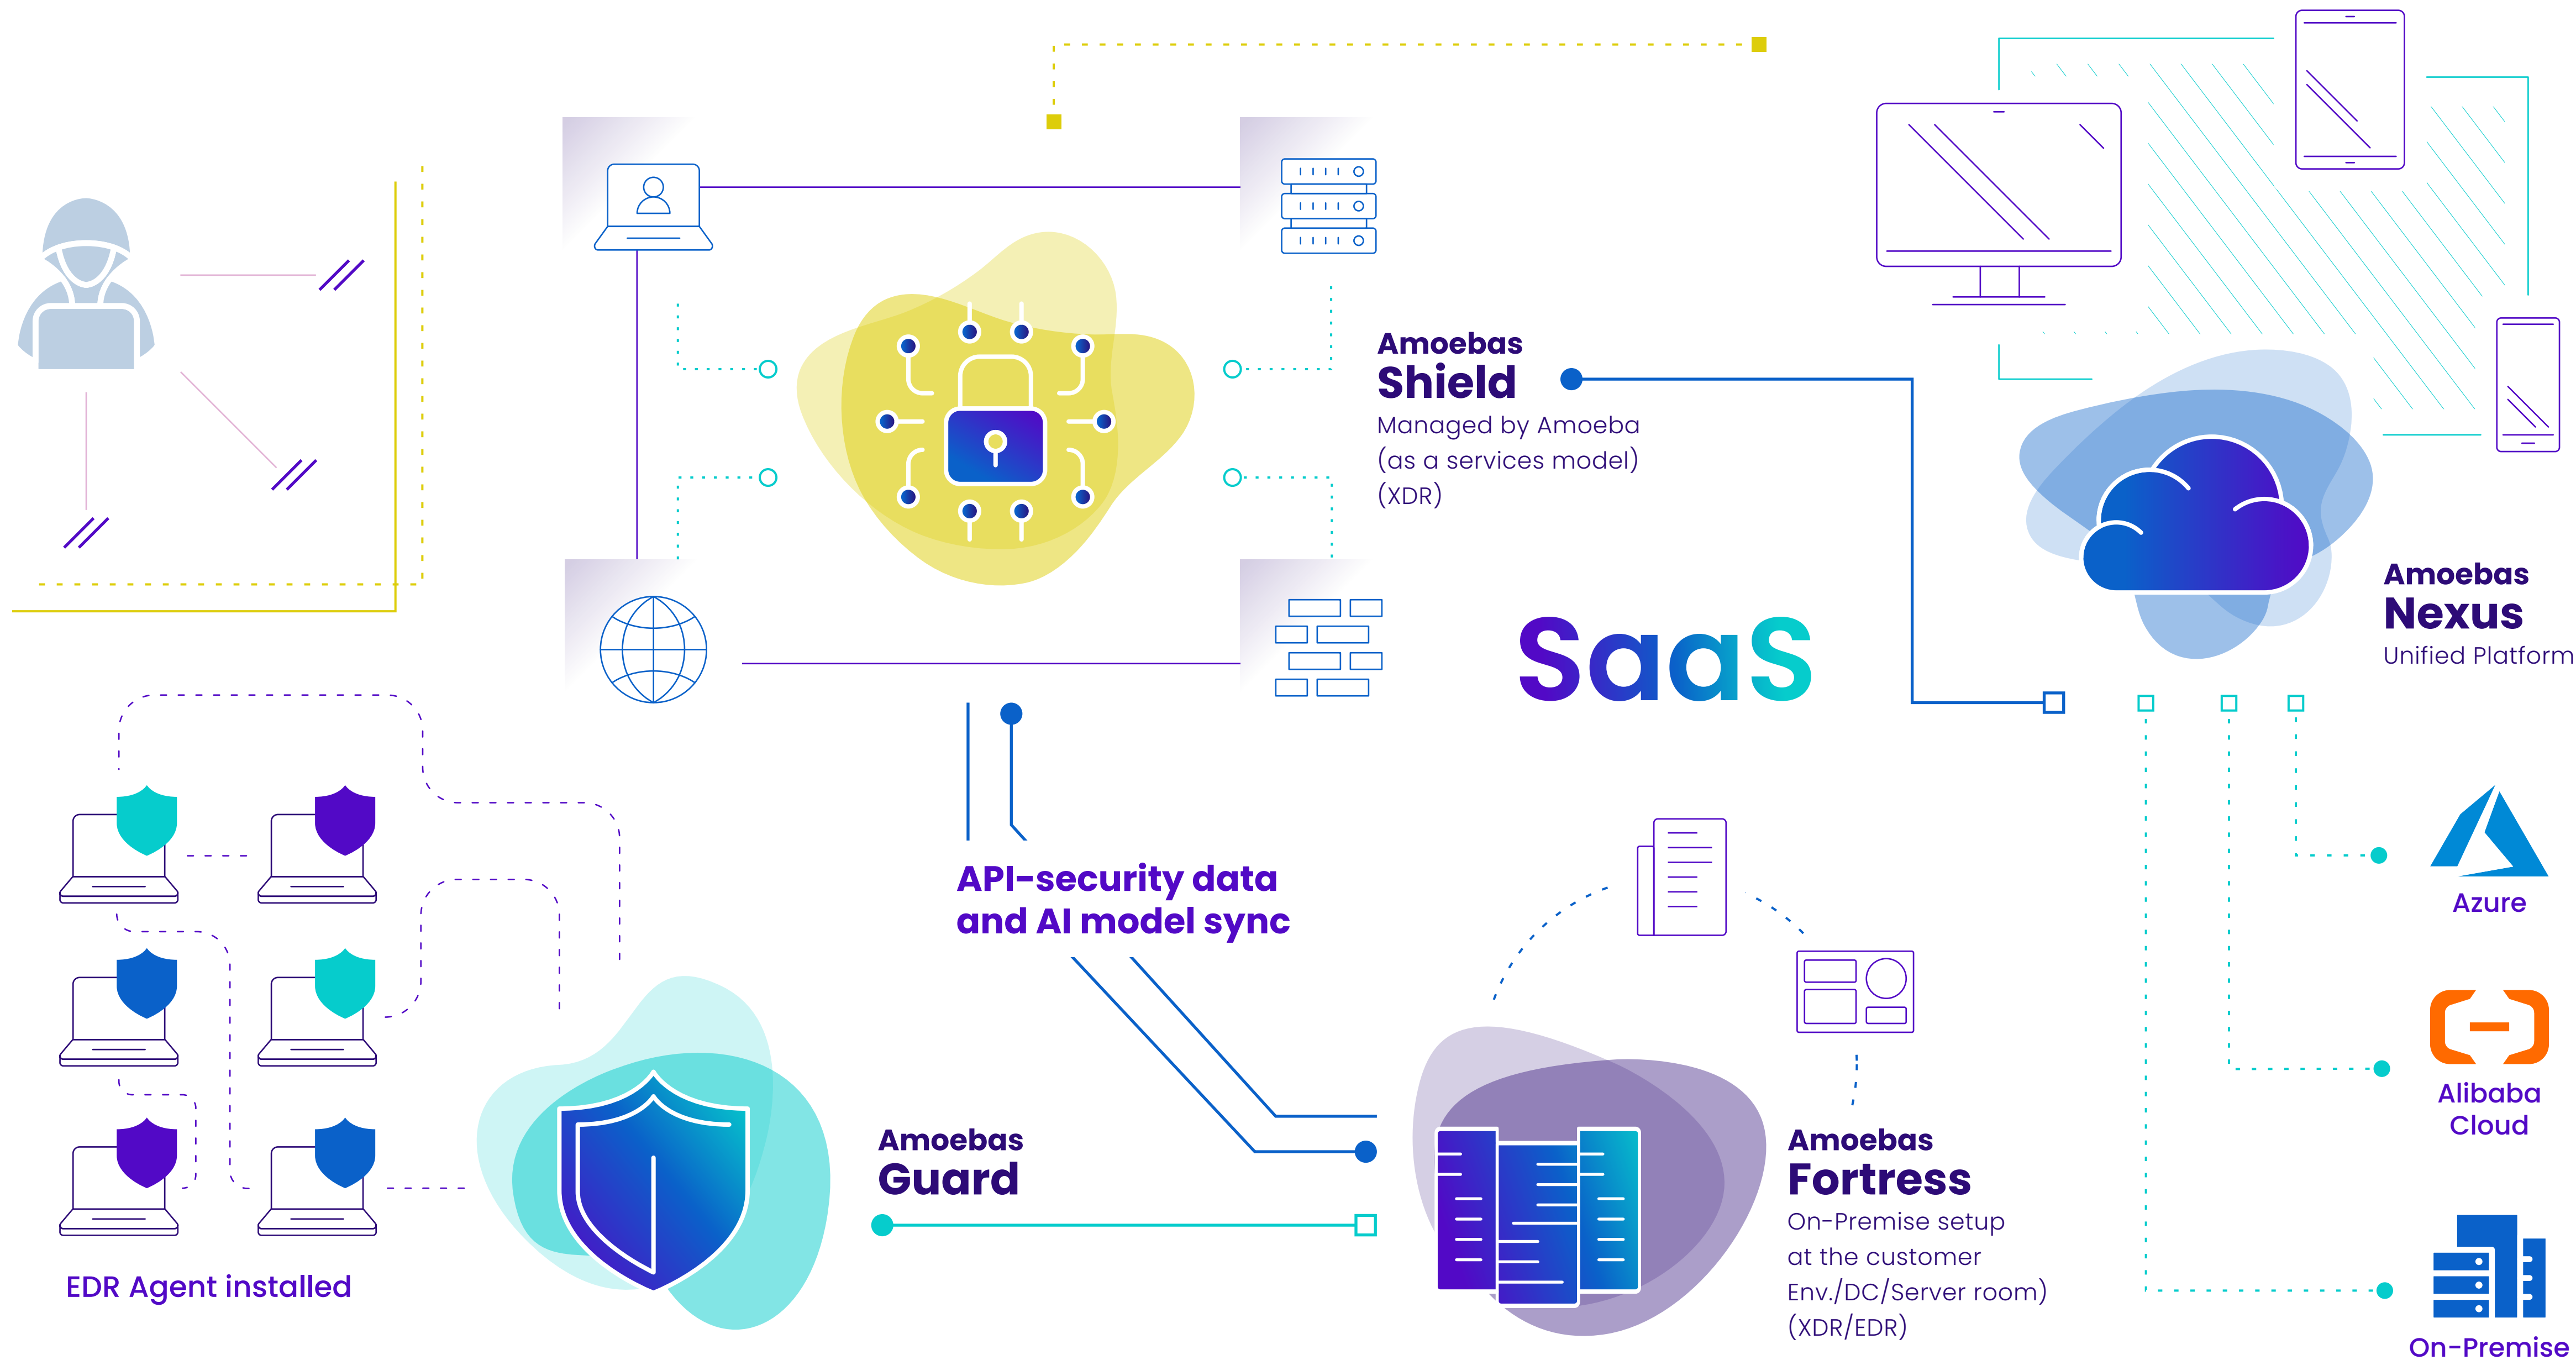 Amoebas
Shield
Managed by Amoeba
(as a services model)
(XDR)
SaaS
Amoebas
Nexus
Unified Platform
API-security data
and AI model sync
EDR Agent installed
Amoebas
Guard
Amoebas
Fortress
On-Premise setup
at the customer
Env./DC/Server room)
(XDR/EDR)
Azure
Alibaba
Cloud
On-Premise